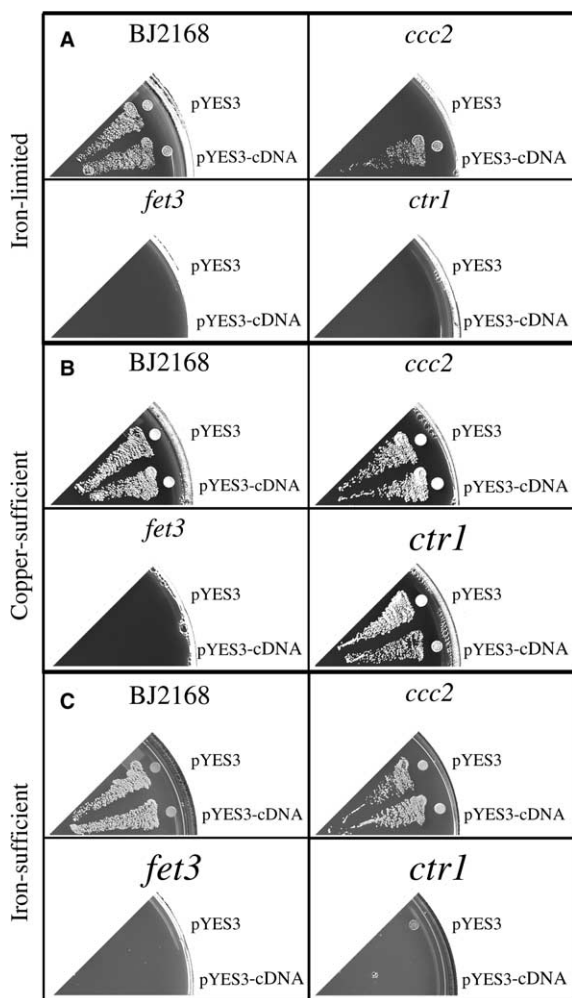 Iron-limited
A
BJ2168
pYES3
pYES3-cDNA
ccc2
pYES3
pYES3-cDNA
fet3
pYES3
pYES3-cDNA
ctr1
pYES3
pYES3-cDNA
Copper-sufficient
B
BJ2168
pYES3
pYES3-cDNA
ccc2
pYES3
pYES3-cDNA
fet3
pYES3
pYES3-cDNA
ctr1
pYES3
pYES3-cDNA
Iron-sufficient
C
BJ2168
pYES3
pYES3-cDNA
ccc2
pYES3
pYES3-cDNA
fet3
pYES3
pYES3-cDNA
ctr1
pYES3
pYES3-cDNA